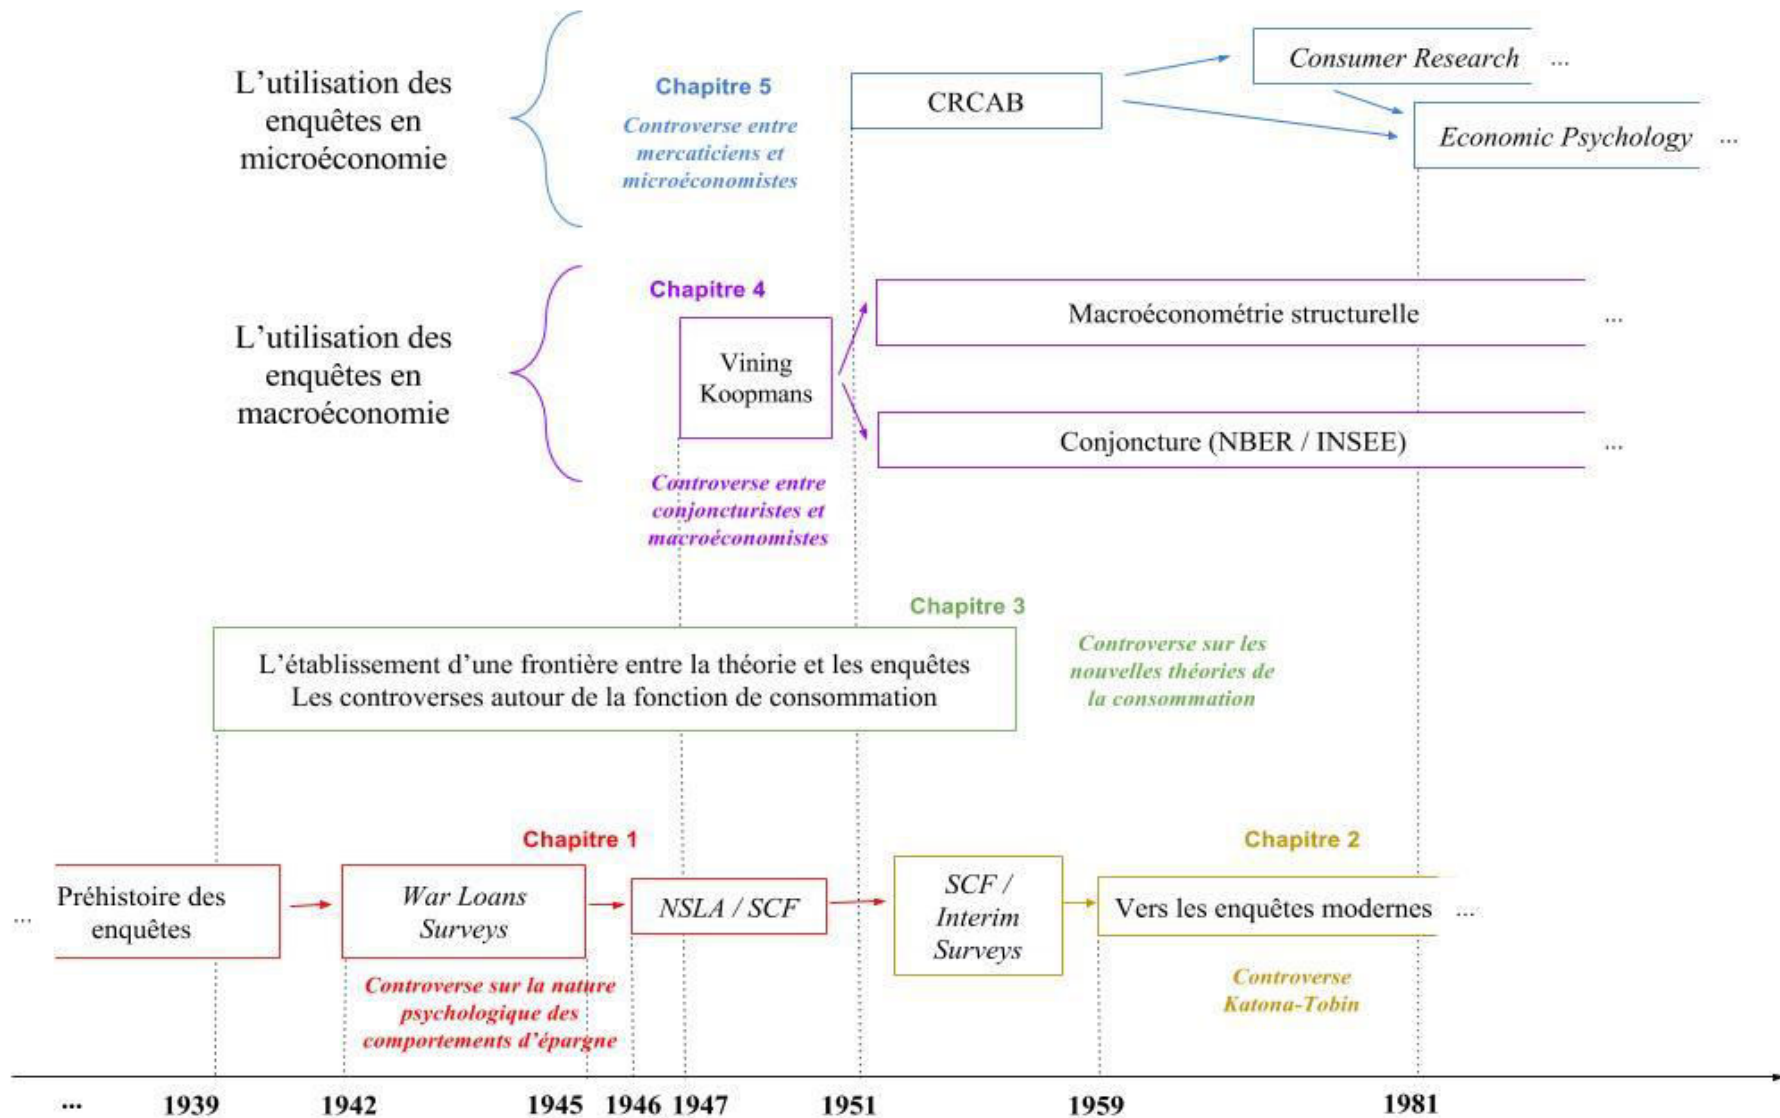 L’utilisation des
enquêtes en
microéconomie
Chapitre 5
Controverse entre
mercaticiens et
microéconomistes
CRCAB
Consumer Research
...
Economic Psychology
...
L’utilisation des
enquêtes en
macroéconomie
Chapitre 4
Vining
Koopmans
Controverse entre
conjoncturistes et
macroéconomistes
Macroéconométrie structurelle
...
Conjoncture (NBER / INSEE)
...
Chapitre 3
L’établissement d’une frontière entre la théorie et les enquêtes
Les controverses autour de la fonction de consommation
Controverse sur les
nouvelles théories de
la consommation
Chapitre 1
...
Préhistoire des
enquêtes
War Loans
Surveys
NSLA / SCF
Controverse sur la nature
psychologique des
comportements d’épargne
Chapitre 2
SCF /
Interim
Surveys
Vers les enquêtes modernes
...
Controverse
Katona-Tobin
... 1939 1942 1945 1946 1947 1951 1959 1981